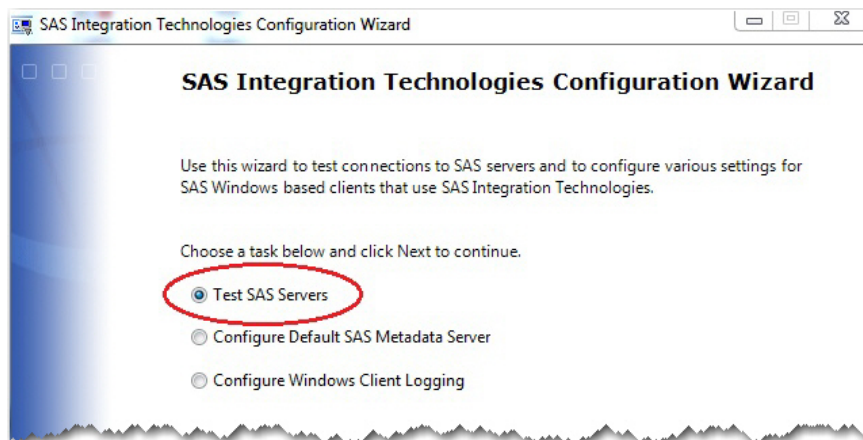 SAS Integration Technologies Configuration Wizard
SAS Integration Technologies Configuration Wizard
Use this wizard to test connections to SAS servers and to configure various settings for
SAS Windows based clients that use SAS Integration Technologies.
Choose a task below and click Next to continue.
Test SAS Servers
Configure Default SAS Metadata Server
Configure Windows Client Logging